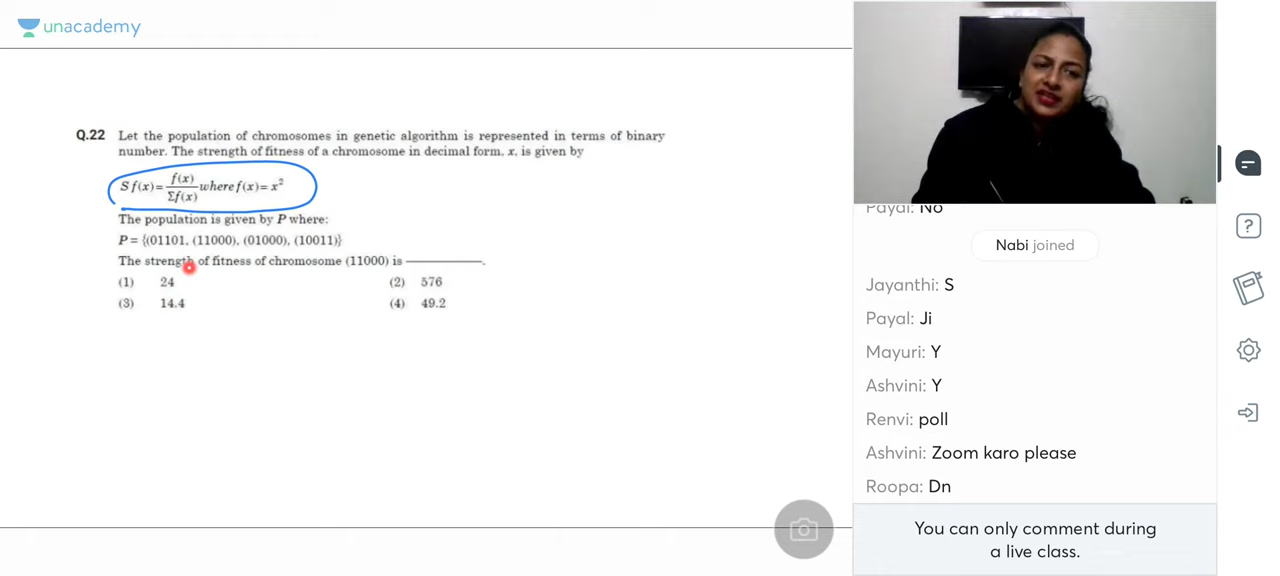 unacademy
Q.22 Let the population of chromosomes in genetic algorithm is represented in terms of binary
number. The strength of fitness of a chromosome in decimal form, x, is given by
S f(x) = f(x)/Σf(x) where f(x) = x²
The population is given by P where:
P = {(01101, (11000), (01000), (10011)}
The strength of fitness of chromosome (11000) is ________.
(1) 24 (2) 576
(3) 14.4 (4) 49.2
Payal: No
Nabi joined
Jayanthi: S
Payal: Ji
Mayuri: Y
Ashvini: Y
Renvi: poll
Ashvini: Zoom karo please
Roopa: Dn
You can only comment during
a live class.